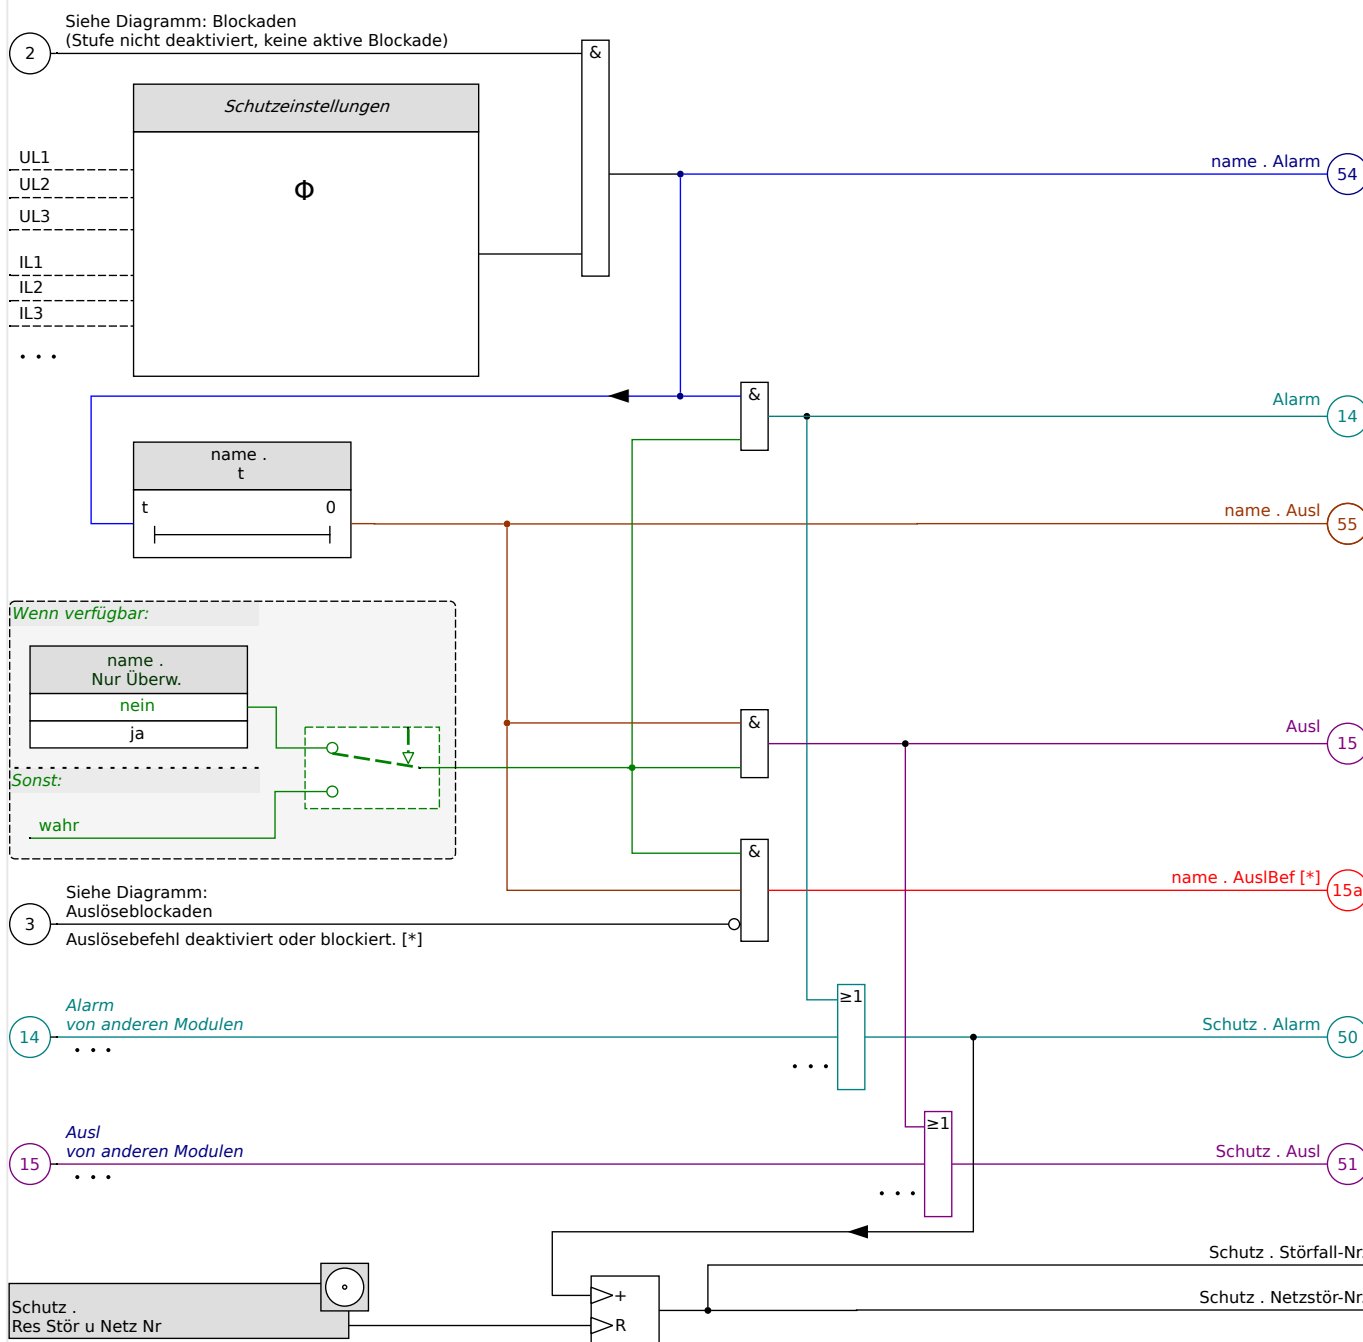 Siehe Diagramm: Blockaden
(Stufe nicht deaktiviert, keine aktive Blockade)
2
&
Schutzeinstellungen
Φ
UL1
UL2
UL3
IL1
IL2
IL3
. . .
name . Alarm
54
&
Alarm
14
name .
t
t 0
name . Ausl
55
Wenn verfügbar:
name .
Nur Überw.
nein
ja
Sonst:
wahr
&
Ausl
15
&
name . AuslBef [*]
15a
Siehe Diagramm:
Auslöseblockaden
3
Auslösebefehl deaktiviert oder blockiert. [*]
Alarm
von anderen Modulen
14
. . .
≥1
. . .
Schutz . Alarm
50
Ausl
von anderen Modulen
15
. . .
≥1
. . .
Schutz . Ausl
51
Schutz . Störfall-Nr.
Schutz . Netzstör-Nr.
Schutz .
Res Stör u Netz Nr
+
R